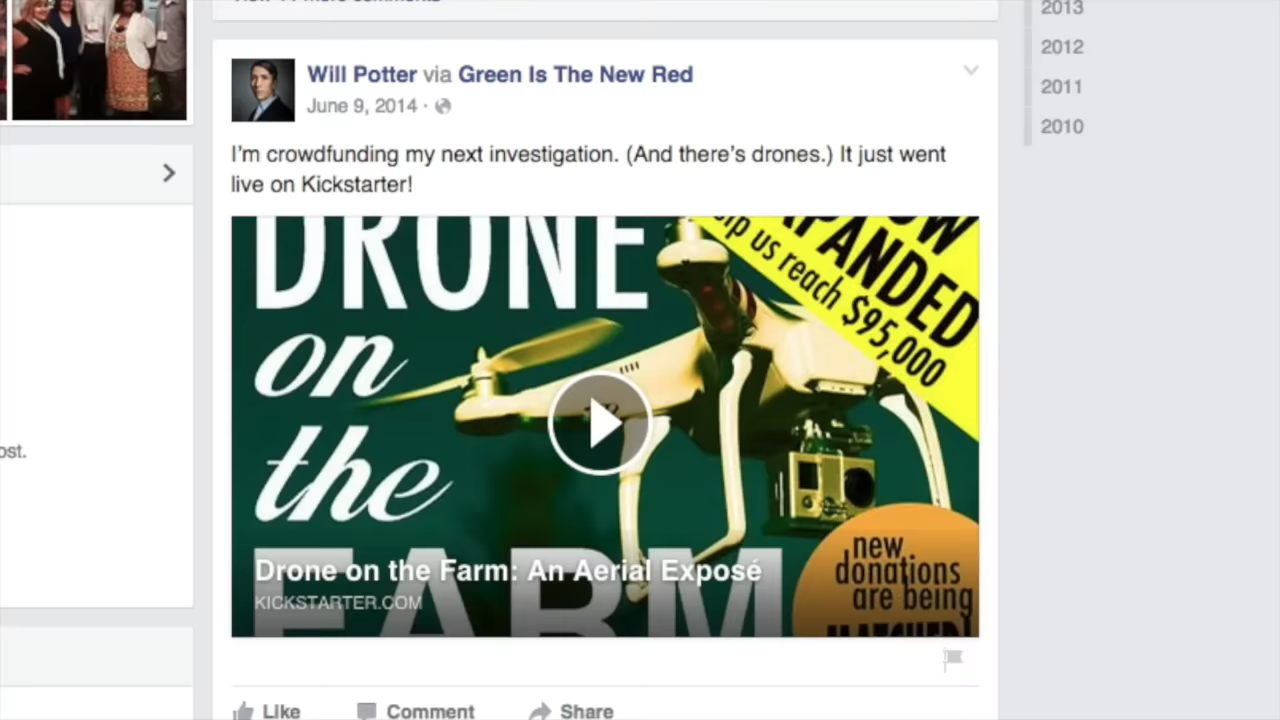 2013
2012
2011
2010
Will Potter via Green Is The New Red
June 9, 2014
I'm crowdfunding my next investigation. (And there's drones.) It just went
live on Kickstarter!
DRONE
on
the
FARM
us reach $95,000
Drone on the Farm: An Aerial Exposé
KICKSTARTER.COM
new
donations
are being
ost.
Like
Comment
Share